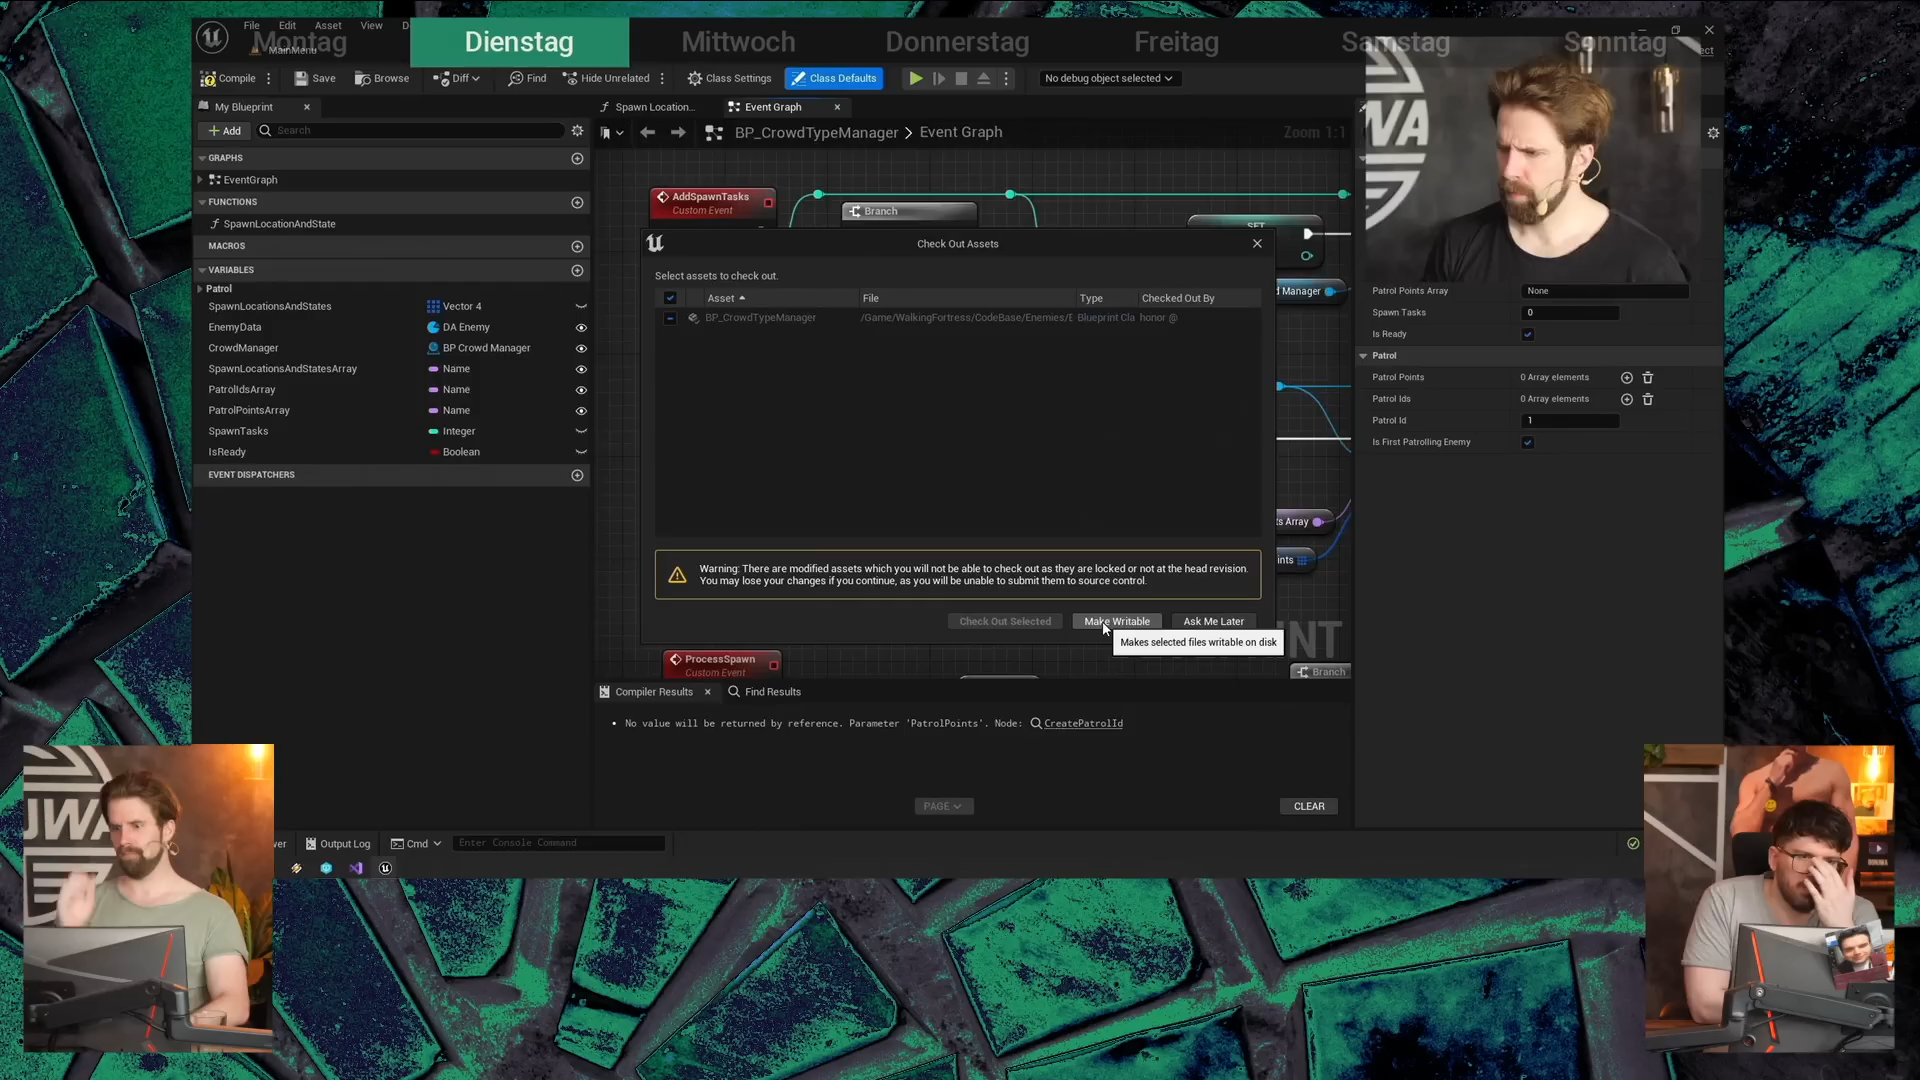 File Edit Asset View D
MainMenu
Montag Dienstag Mittwoch Donnerstag Freitag Samstag Sonntag
Compile Save Browse Diff Find Hide Unrelated Class Settings Class Defaults No debug object selected
My Blueprint
Spawn Location... Event Graph
Add Search
BP_CrowdTypeManager > Event Graph Zoom 1:1
GRAPHS
EventGraph
FUNCTIONS
SpawnLocationAndState
MACROS
VARIABLES
Patrol
SpawnLocationsAndStates Vector 4
EnemyData DA Enemy
CrowdManager BP Crowd Manager
SpawnLocationsAndStatesArray Name
PatrolIdsArray Name
PatrolPointsArray Name
SpawnTasks Integer
IsReady Boolean
EVENT DISPATCHERS
AddSpawnTasks
Custom Event
Branch
SET
d Manager
Check Out Assets
Select assets to check out.
Asset File Type Checked Out By
BP_CrowdTypeManager /Game/WalkingFortress/CodeBase/Enemies/E Blueprint Cla honor @
Warning: There are modified assets which you will not be able to check out as they are locked or not at the head revision.
You may lose your changes if you continue, as you will be unable to submit them to source control.
Check Out Selected Make Writable Ask Me Later
Makes selected files writable on disk
ts Array
ints
INT
ProcessSpawn
Custom Event
Branch
Patrol Points Array None
Spawn Tasks 0
Is Ready
Patrol
Patrol Points 0 Array elements
Patrol Ids 0 Array elements
Patrol Id 1
Is First Patrolling Enemy
Compiler Results Find Results
No value will be returned by reference. Parameter 'PatrolPoints'. Node: CreatePatrolId
PAGE CLEAR
ver Output Log Cmd Enter Console Command